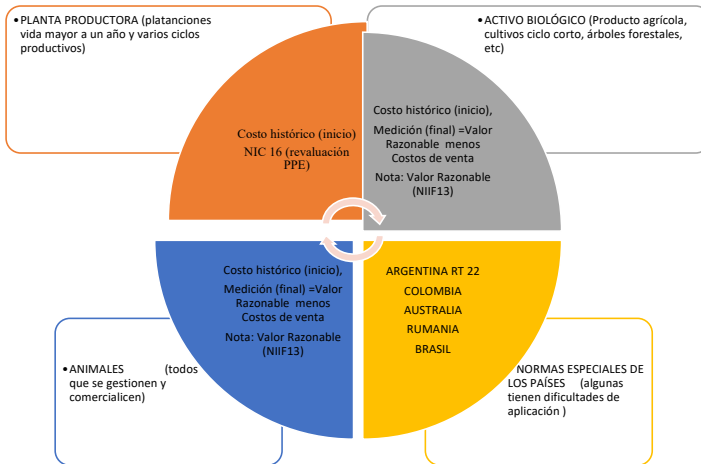 •PLANTA PRODUCTORA (platanciones
vida mayor a un año y varios ciclos
productivos)
•ACTIVO BIOLÓGICO (Producto agrícola,
cultivos ciclo corto, árboles forestales,
etc)
Costo histórico (inicio)
NIC 16 (revaluación
PPE)
Costo histórico (inicio),
Medición (final) =Valor
Razonable menos
Costos de venta
Nota: Valor Razonable
(NIIF13)
Costo histórico (inicio),
Medición (final) =Valor
Razonable menos
Costos de venta
Nota: Valor Razonable
(NIIF13)
ARGENTINA RT 22
COLOMBIA
AUSTRALIA
RUMANIA
BRASIL
•ANIMALES (todos
que se gestionen y
comercialicen)
NORMAS ESPECIALES DE
LOS PAÍSES (algunas
tienen dificultades de
aplicación )